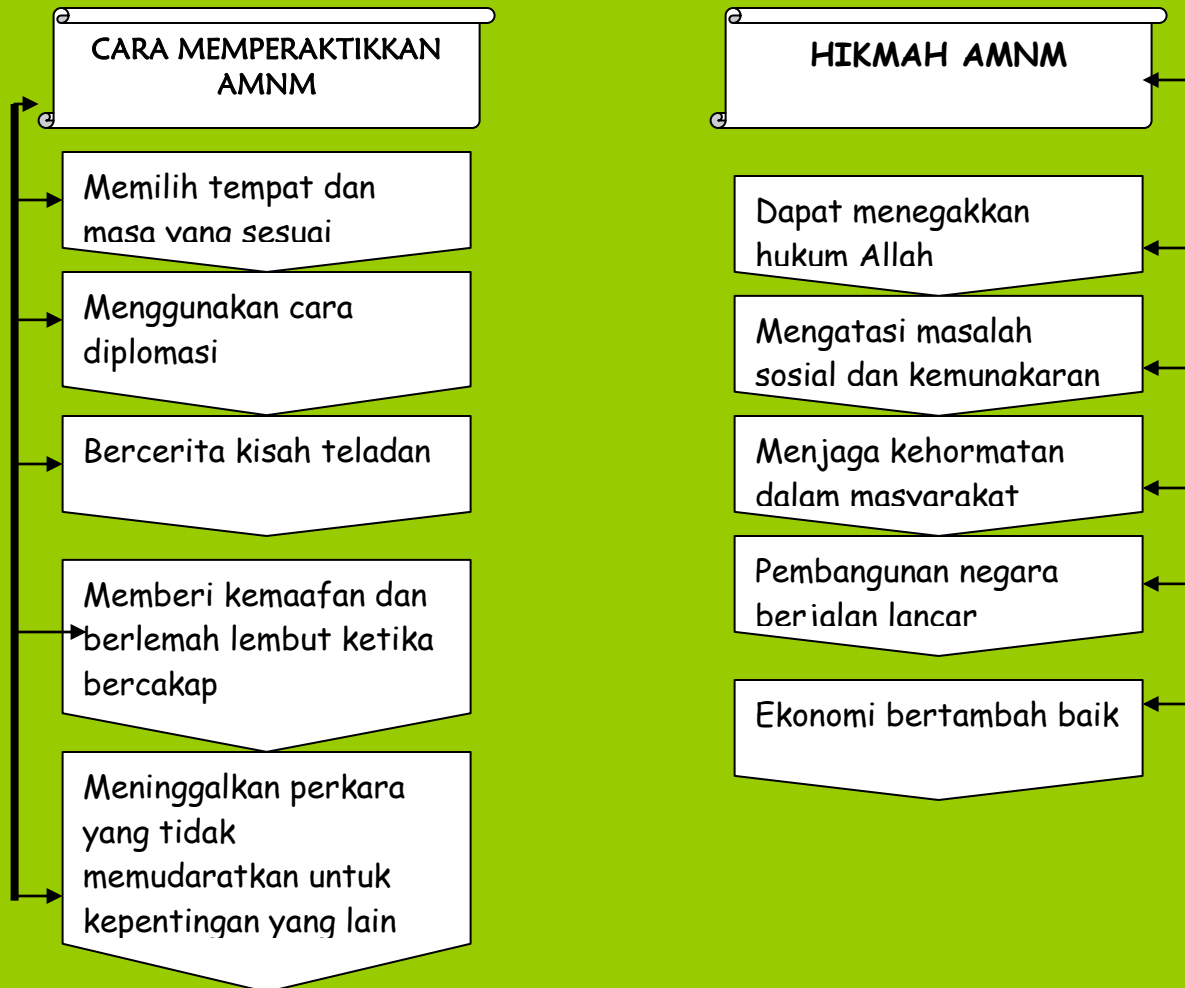 CARA MEMPERAKTIKKAN
AMNM
Memilih tempat dan
masa yang sesuai
Menggunakan cara
diplomasi
Bercerita kisah teladan
Memberi kemaafan dan
berlemah lembut ketika
bercakap
Meninggalkan perkara
yang tidak
memudaratkan untuk
kepentingan yang lain
HIKMAH AMNM
Dapat menegakkan
hukum Allah
Mengatasi masalah
sosial dan kemunakaran
Menjaga kehormatan
dalam masyarakat
Pembangunan negara
berjalan lancar
Ekonomi bertambah baik